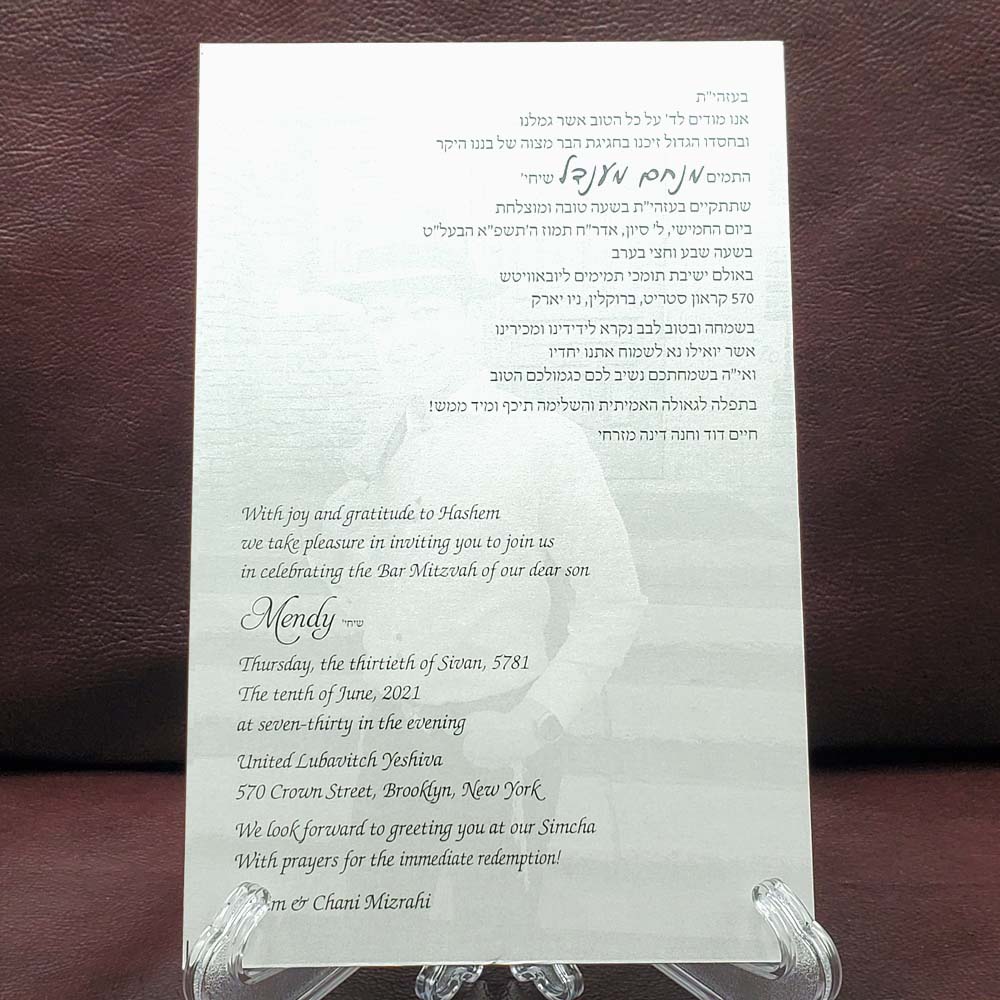 בעזהי"ת
אנו מודים לד' על כל הטוב אשר גמלנו
ובחסדו הגדול זיכנו בחגיגת הבר מצוה של בננו היקר
התמים מנחם מענדל שיחי'
שתתקיים בעזהי"ת בשעה טובה ומוצלחת
ביום החמישי, ל' סיון, אדר"ח תמוז ה'תשפ"א הבעל"ט
בשעה שבע וחצי בערב
באולם ישיבת תומכי תמימים ליובאוויטש
570 קראון סטריט, ברוקלין, ניו יארק
בשמחה ובטוב לבב נקרא לידידינו ומכירינו
אשר יואילו נא לשמוח אתנו יחדיו
ואי"ה בשמחתכם נשיב לכם כגמולכם הטוב
בתפלה לגאולה האמיתית והשלימה תיכף ומיד ממש!
חיים דוד וחנה דינה מזרחי
With joy and gratitude to Hashem
we take pleasure in inviting you to join us
in celebrating the Bar Mitzvah of our dear son
Mendy שיחי'
Thursday, the thirtieth of Sivan, 5781
The tenth of June, 2021
at seven-thirty in the evening
United Lubavitch Yeshiva
570 Crown Street, Brooklyn, New York
We look forward to greeting you at our Simcha
With prayers for the immediate redemption!
& Chani Mizrahi